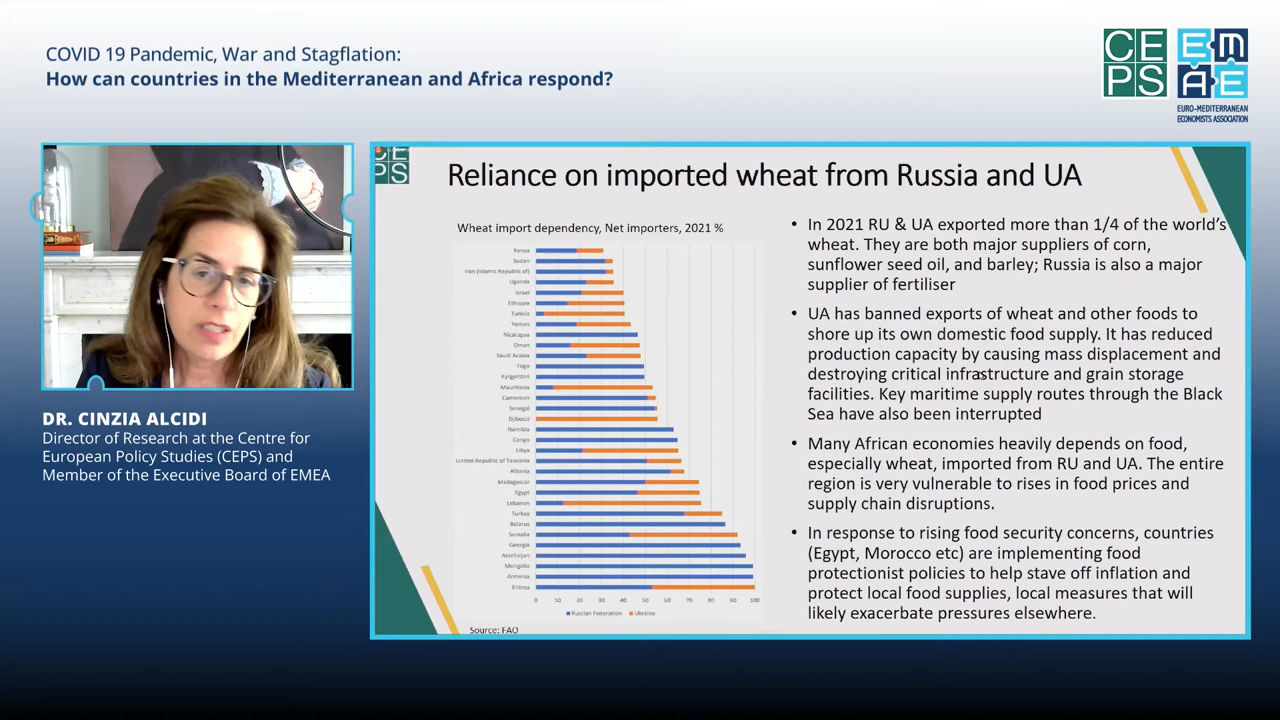 COVID 19 Pandemic, War and Stagflation:
How can countries in the Mediterranean and Africa respond?
CE
PS
EM
AE
EURO-MEDITERRANEAN
ECONOMISTS ASSOCIATION
DR. CINZIA ALCIDI
Director of Research at the Centre for
European Policy Studies (CEPS) and
Member of the Executive Board of EMEA
CE
PS
Reliance on imported wheat from Russia and UA
Wheat import dependency, Net importers, 2021 %
Kenya
Sudan
Iran (Islamic Republic of)
Uganda
Israel
Ethiopia
Tunisia
Yemen
Nicaragua
Oman
Saudi Arabia
Togo
Kyrgyzstan
Mauritania
Cameroon
Senegal
Djibouti
Namibia
Congo
Libya
United Republic of Tanzania
Albania
Madagascar
Egypt
Lebanon
Turkey
Belarus
Somalia
Georgia
Azerbaijan
Mongolia
Armenia
Eritrea
0 10 20 30 40 50 60 70 80 90 100
Russian Federation Ukraine
Source: FAO
• In 2021 RU & UA exported more than 1/4 of the world's
wheat. They are both major suppliers of corn,
sunflower seed oil, and barley; Russia is also a major
supplier of fertiliser
• UA has banned exports of wheat and other foods to
shore up its own domestic food supply. It has reduced
production capacity by causing mass displacement and
destroying critical infrastructure and grain storage
facilities. Key maritime supply routes through the Black
Sea have also been interrupted
• Many African economies heavily depends on food,
especially wheat, imported from RU and UA. The entire
region is very vulnerable to rises in food prices and
supply chain disruptions.
• In response to rising food security concerns, countries
(Egypt, Morocco etc) are implementing food
protectionist policies to help stave off inflation and
protect local food supplies, local measures that will
likely exacerbate pressures elsewhere.